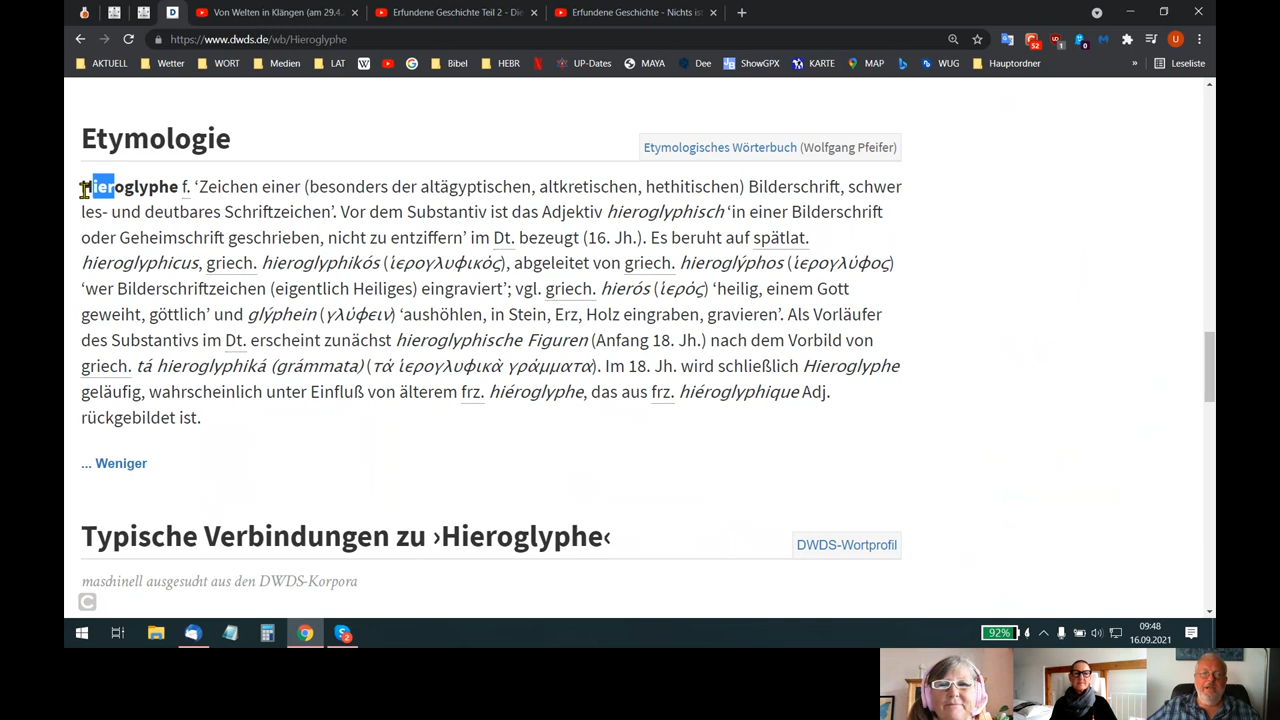 Von Welten in Klängen (am 29.4.
Erfundene Geschichte Teil 2 - Die
Erfundene Geschichte - Nichts ist
https://www.dwds.de/wb/Hieroglyphe
AKTUELL Wetter WORT Medien LAT Bibel HEBR UP-Dates MAYA Dee ShowGPX KARTE MAP WUG Hauptordner » Leseliste
Etymologie
Etymologisches Wörterbuch (Wolfgang Pfeifer)
Hieroglyphe f. ‘Zeichen einer (besonders der altägyptischen, altkretischen, hethitischen) Bilderschrift, schwer
les- und deutbares Schriftzeichen’. Vor dem Substantiv ist das Adjektiv hieroglyphisch ‘in einer Bilderschrift
oder Geheimschrift geschrieben, nicht zu entziffern’ im Dt. bezeugt (16. Jh.). Es beruht auf spätlat.
hieroglyphicus, griech. hieroglyphikós (ἱερογλυφικός), abgeleitet von griech. hieroglýphos (ἱερογλύφος)
‘wer Bilderschriftzeichen (eigentlich Heiliges) eingraviert’; vgl. griech. hierós (ἱερός) ‘heilig, einem Gott
geweiht, göttlich’ und glýphein (γλύφειν) ‘aushöhlen, in Stein, Erz, Holz eingraben, gravieren’. Als Vorläufer
des Substantivs im Dt. erscheint zunächst hieroglyphische Figuren (Anfang 18. Jh.) nach dem Vorbild von
griech. tá hieroglyphiká (grámmata) (τὰ ἱερογλυφικὰ γράμματα). Im 18. Jh. wird schließlich Hieroglyphe
geläufig, wahrscheinlich unter Einfluß von älterem frz. hiéroglyphe, das aus frz. hiéroglyphique Adj.
rückgebildet ist.
... Weniger
Typische Verbindungen zu ›Hieroglyphe‹
DWDS-Wortprofil
maschinell ausgesucht aus den DWDS-Korpora
92%
09:48
16.09.2021